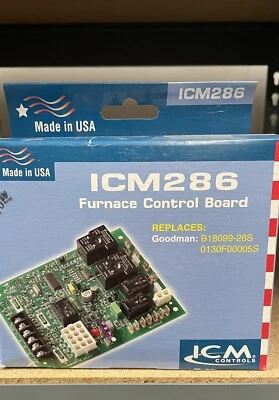 ICM286
Made in USA
Made in USA
ICM286
Furnace Control Board
REPLACES:
Goodman: B18099-26S
0130F00005S
ICM
CONTROLS